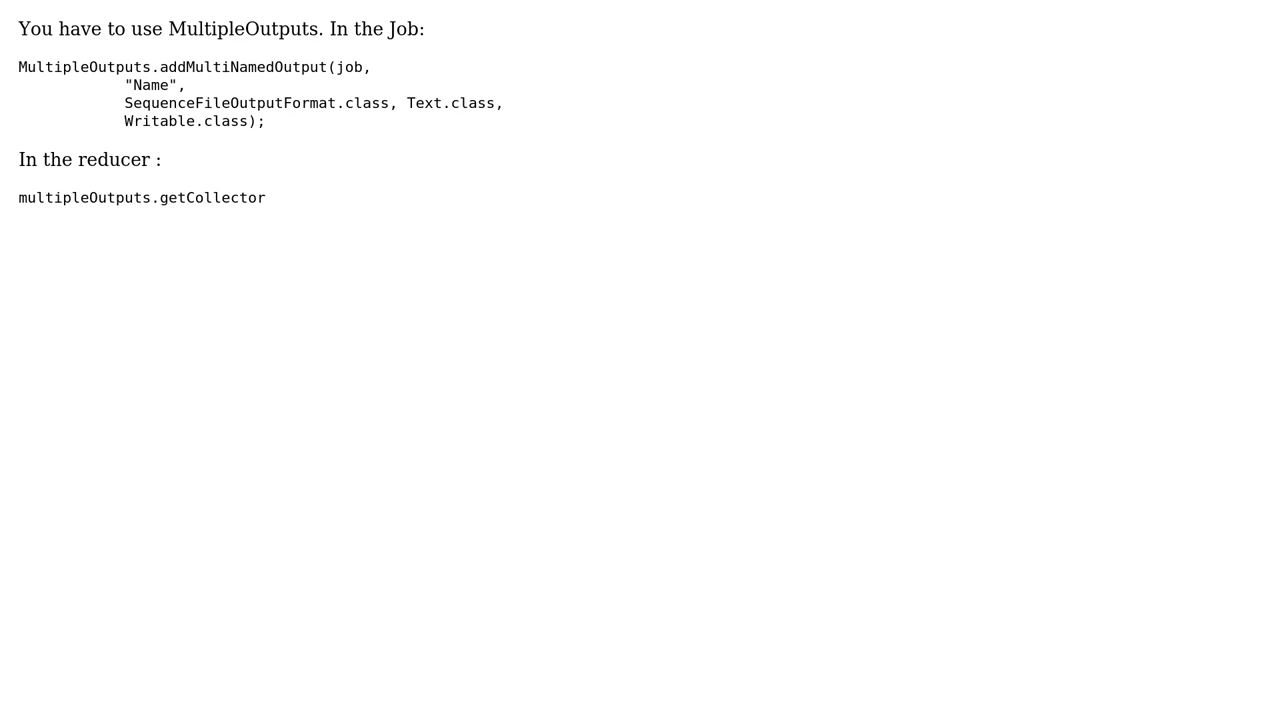 You have to use MultipleOutputs. In the Job:
MultipleOutputs.addMultiNamedOutput(job,
            "Name",
            SequenceFileOutputFormat.class, Text.class,
            Writable.class);
In the reducer :
multipleOutputs.getCollector